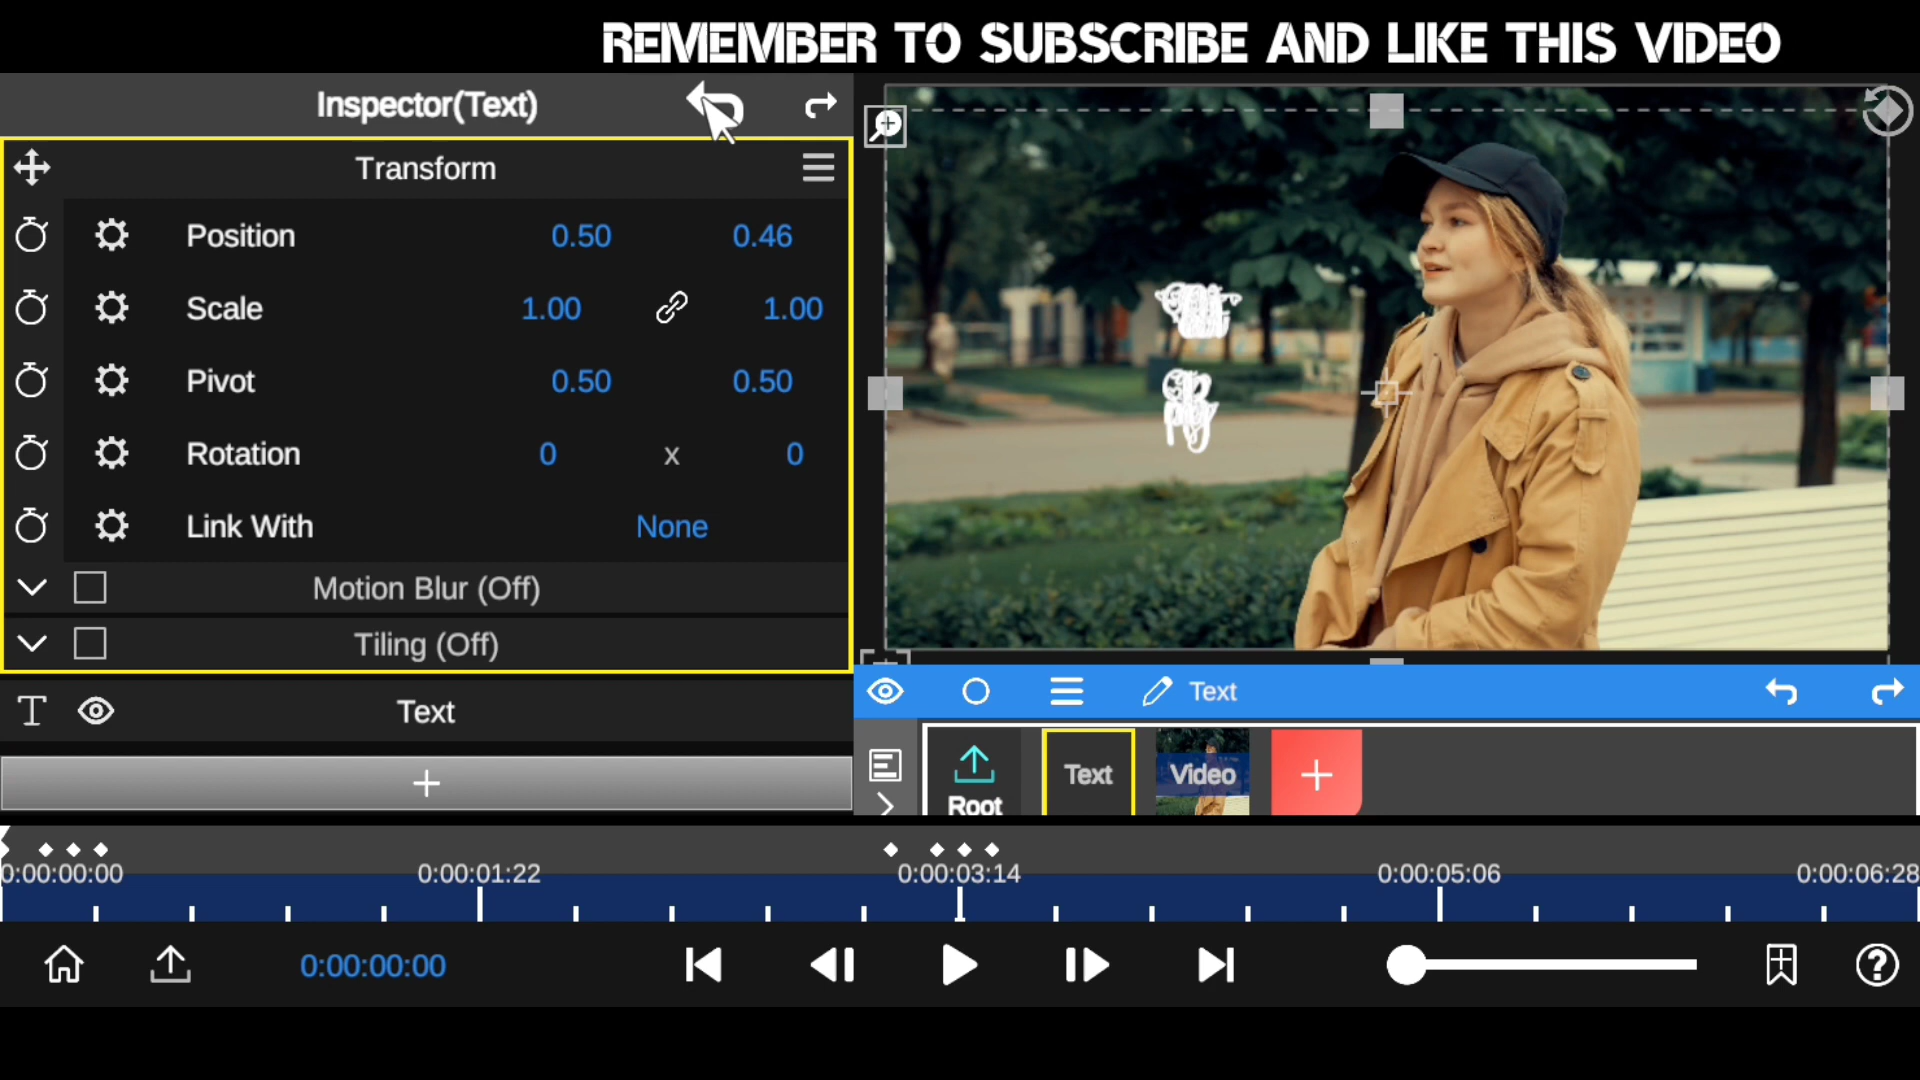 REMEMBER TO SUBSCRIBE AND LIKE THIS VIDEO
Inspector(Text)
Transform
Position 0.50 0.46
Scale 1.00 1.00
Pivot 0.50 0.50
Rotation 0 x 0
Link With None
Motion Blur (Off)
Tiling (Off)
T Text
Text
Root Text Video
0:00:00:00 0:00:01:22 0:00:03:14 0:00:05:06 0:00:06:28
0:00:00:00